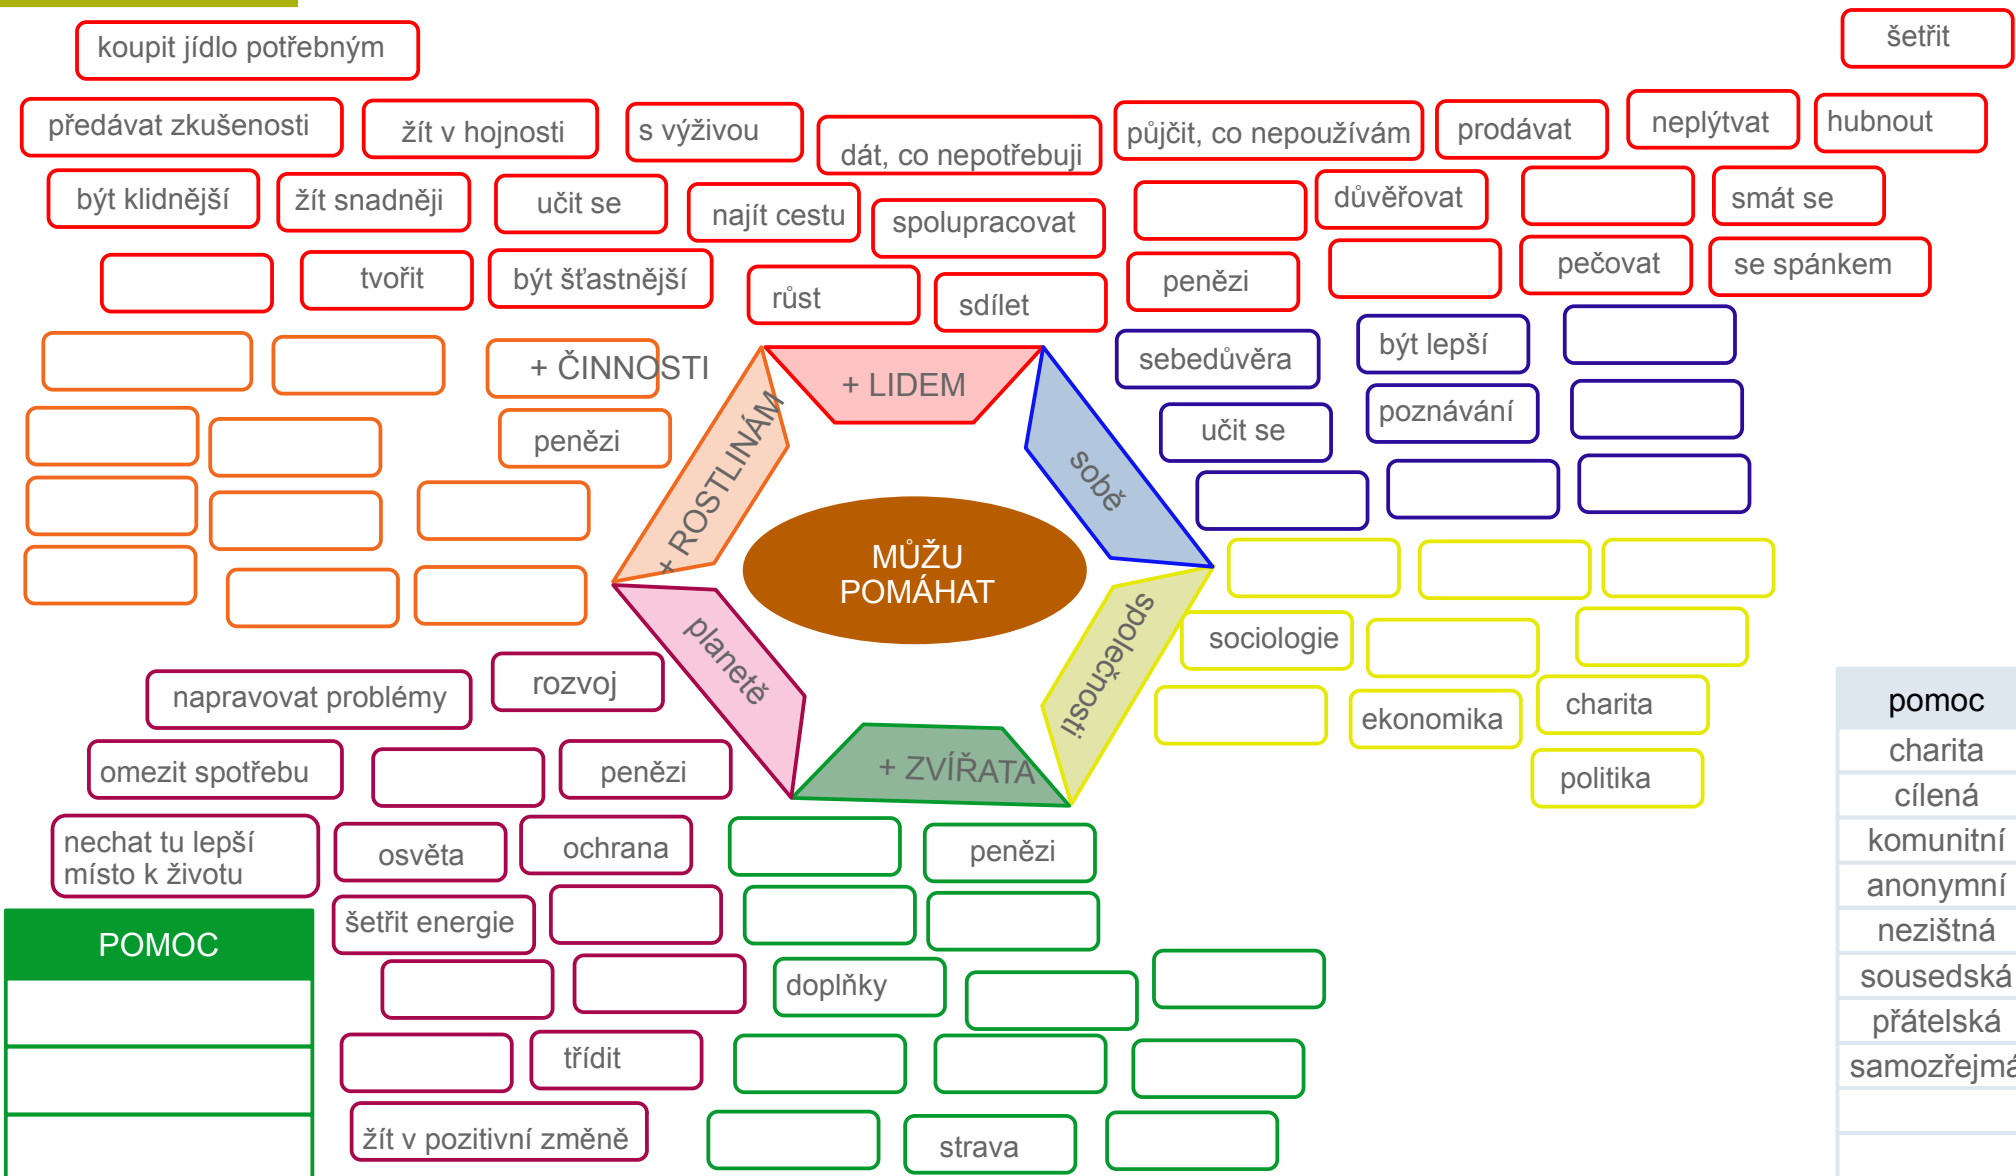 koupit jídlo potřebným
šetřit
předávat zkušenosti
žít v hojnosti
s výživou
dát, co nepotřebuji
půjčit, co nepoužívám
prodávat
neplýtvat
hubnout
být klidnější
žít snadněji
učit se
najít cestu
spolupracovat
důvěřovat
smát se
tvořit
být šťastnější
růst
sdílet
penězi
pečovat
se spánkem
+ ČINNOSTI
penězi
+ ROSTLINÁM
+ LIDEM
sobě
sebedůvěra
být lepší
učit se
poznávání
MŮŽU
POMÁHAT
planetě
společnosti
+ ZVÍŘATA
sociologie
ekonomika
charita
politika
napravovat problémy
rozvoj
omezit spotřebu
penězi
nechat tu lepší
místo k životu
osvěta
ochrana
šetřit energie
třídit
žít v pozitivní změně
penězi
doplňky
strava
POMOC
pomoc
charita
cílená
komunitní
anonymní
nezištná
sousedská
přátelská
samozřejmá